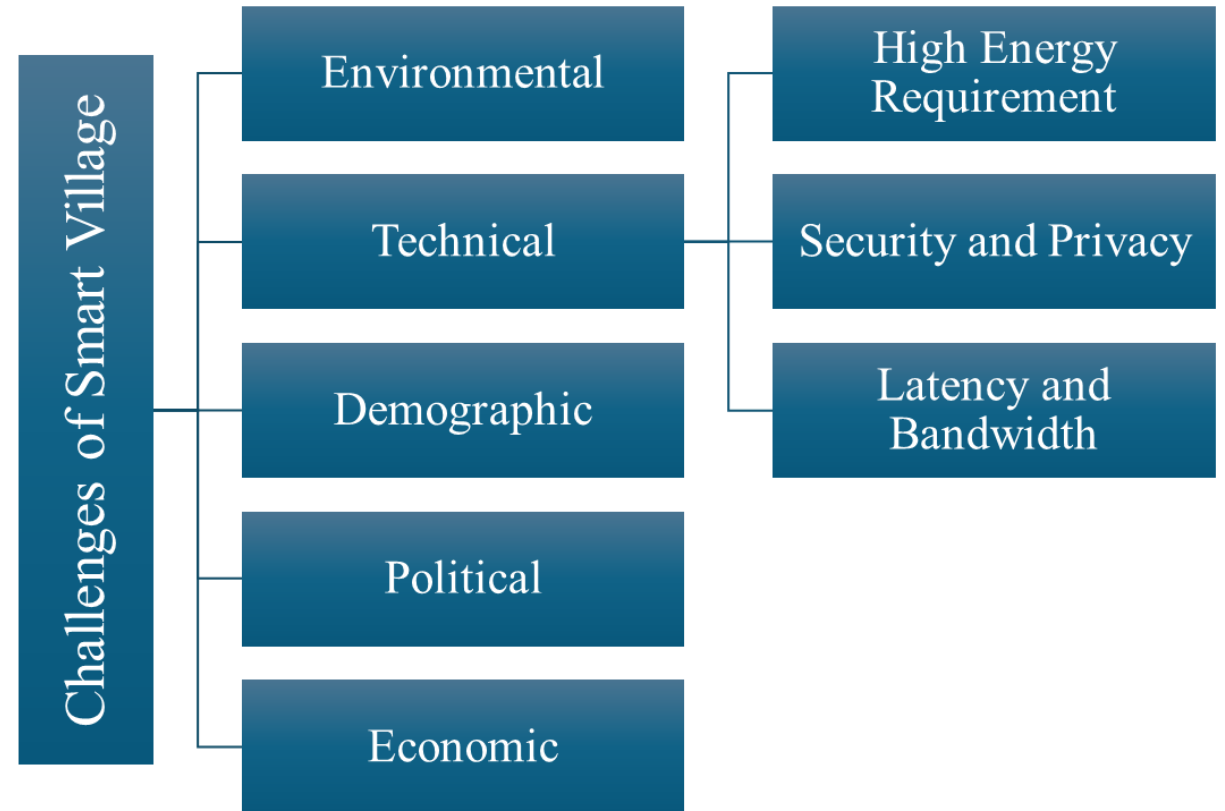 Challenges of Smart Village
Environmental
Technical
Demographic
Political
Economic
High Energy
Requirement
Security and Privacy
Latency and
Bandwidth